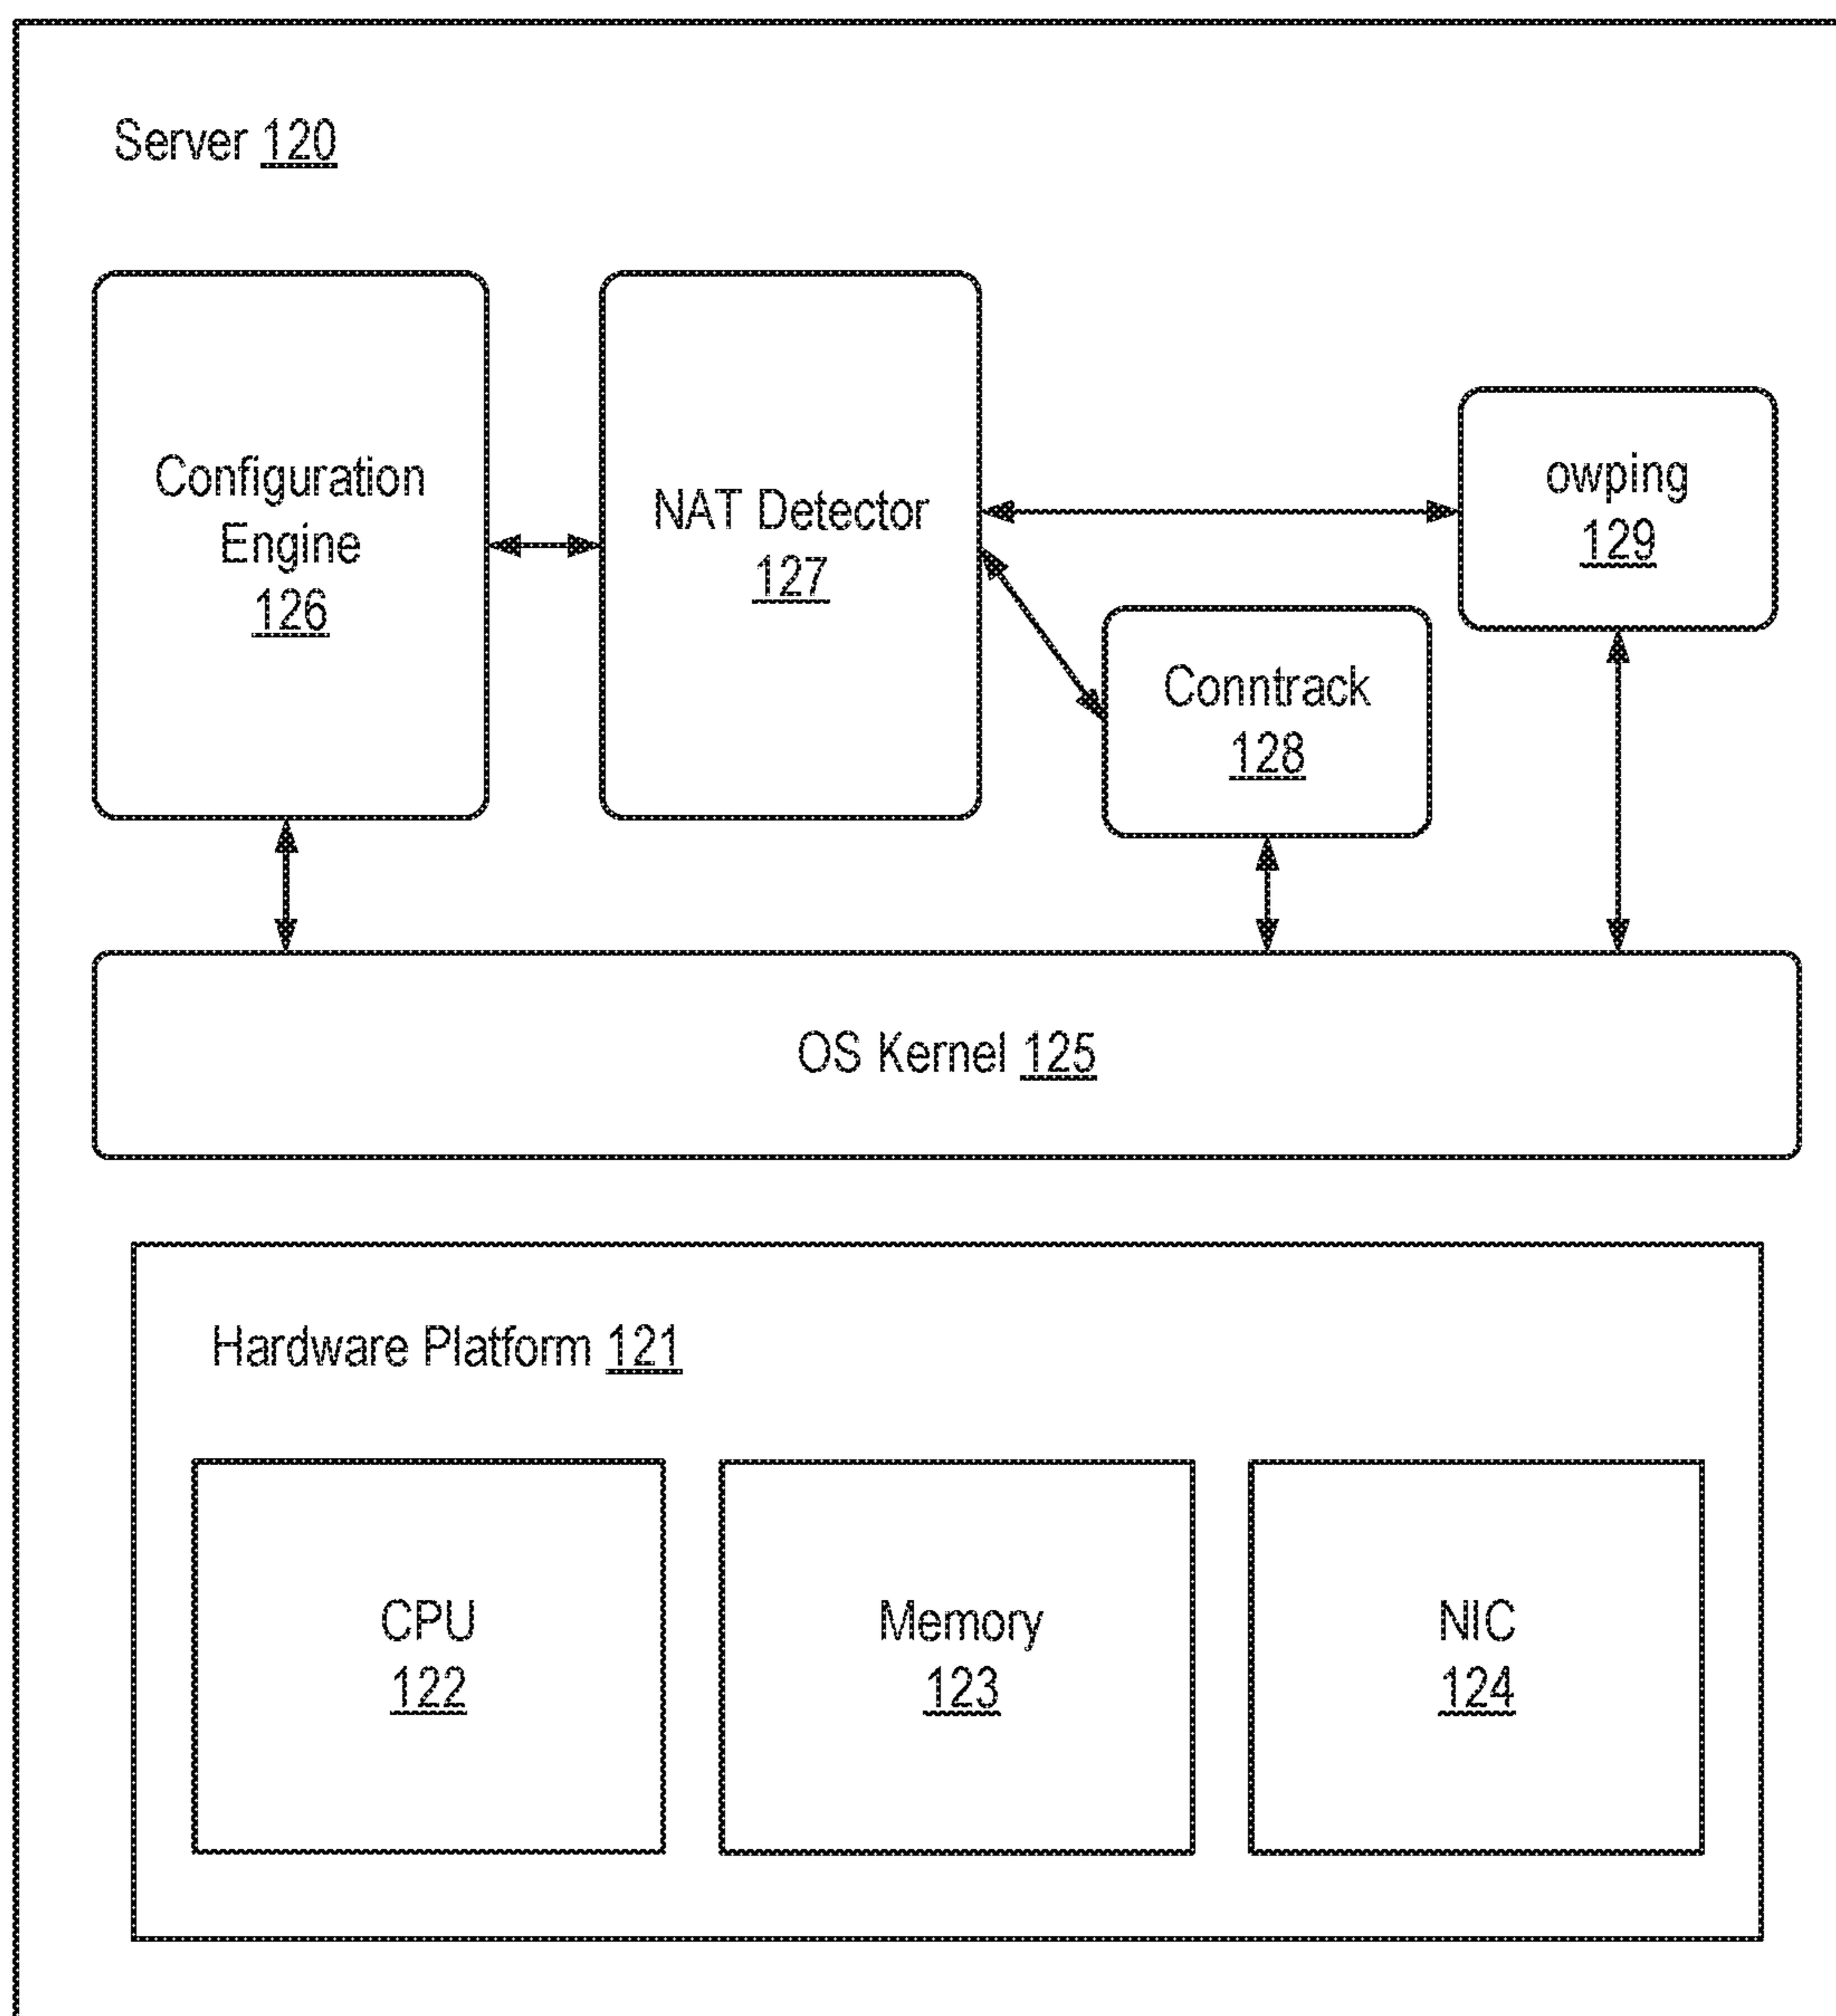 Server 120
Configuration
Engine
126
NAT Detector
127
owping
129
Conntrack
128
OS Kernel 125
Hardware Platform 121
CPU
122
Memory
123
NIC
124